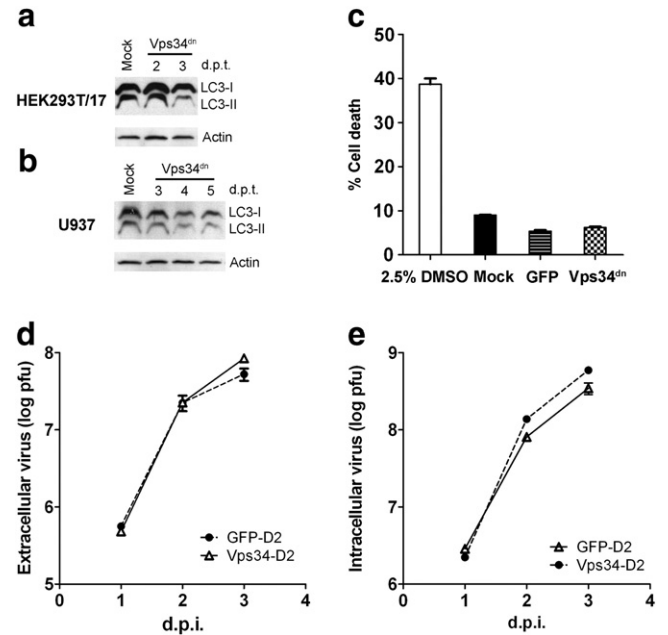 a
Mock
Vps34dn
2 3 d.p.t.
HEK293T/17
LC3-I
LC3-II
Actin
b
Mock
Vps34dn
3 4 5 d.p.t.
U937
LC3-I
LC3-II
Actin
c
% Cell death
50
40
30
20
10
0
2.5% DMSO Mock GFP Vps34dn
d
Extracellular virus (log pfu)
8
7
6
5
GFP-D2
Vps34-D2
0 1 2 3 4
d.p.i.
e
Intracellular virus (log pfu)
9
8
7
6
GFP-D2
Vps34-D2
0 1 2 3 4
d.p.i.